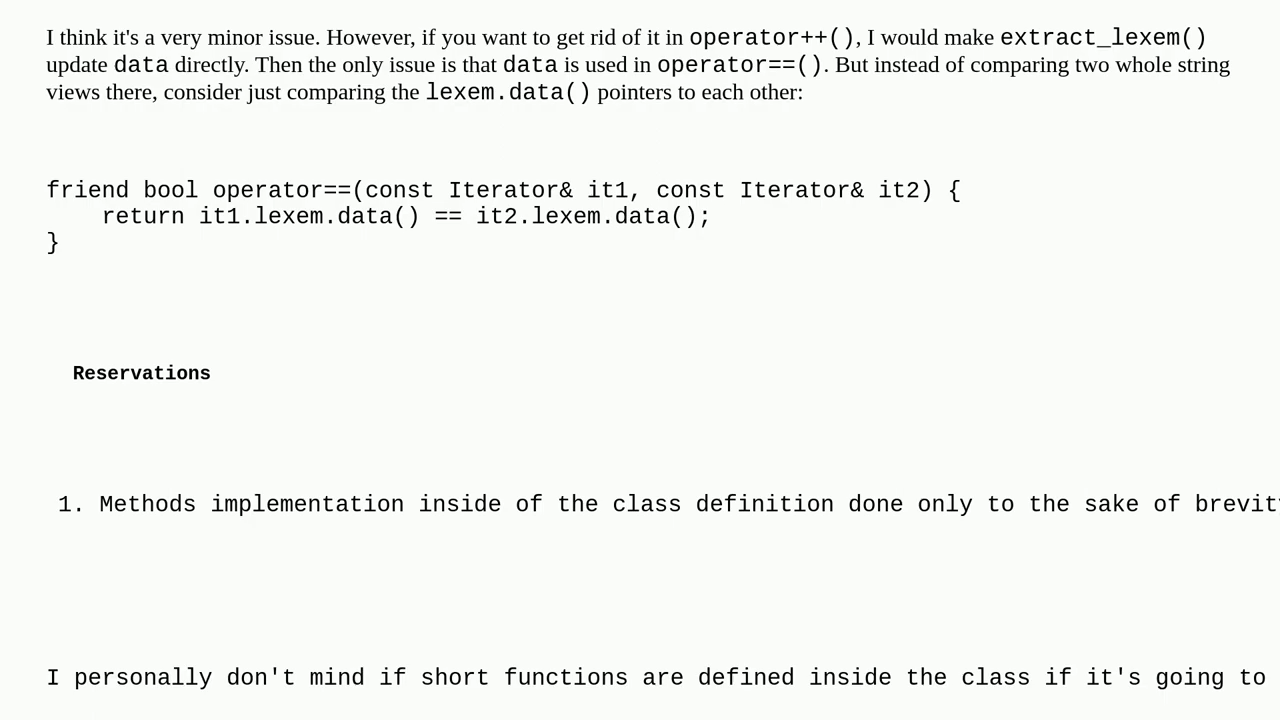 I think it's a very minor issue. However, if you want to get rid of it in operator++(), I would make extract_lexem()
update data directly. Then the only issue is that data is used in operator==(). But instead of comparing two whole string
views there, consider just comparing the lexem.data() pointers to each other:
friend bool operator==(const Iterator& it1, const Iterator& it2) {
    return it1.lexem.data() == it2.lexem.data();
}
Reservations
1. Methods implementation inside of the class definition done only to the sake of
I personally don't mind if short functions are defined inside the class if it's going to